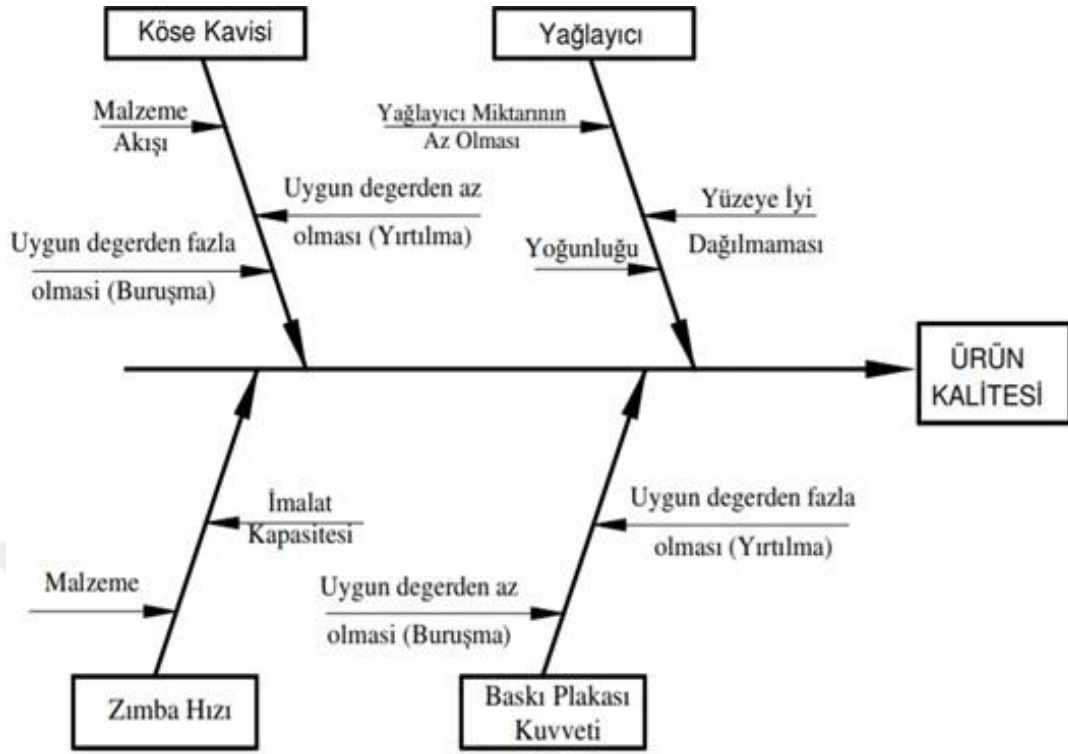 Köse Kavisi
Yağlayıcı
Malzeme
Akışı
Yağlayıcı Miktarının
Az Olması
Uygun degerden az
olması (Yırtılma)
Yüzeye İyi
Dağılmaması
Uygun degerden fazla
olmasi (Buruşma)
Yoğunluğu
ÜRÜN
KALİTESİ
İmalat
Kapasitesi
Uygun degerden fazla
olması (Yırtılma)
Malzeme
Uygun degerden az
olmasi (Buruşma)
Zımba Hızı
Baskı Plakası
Kuvveti